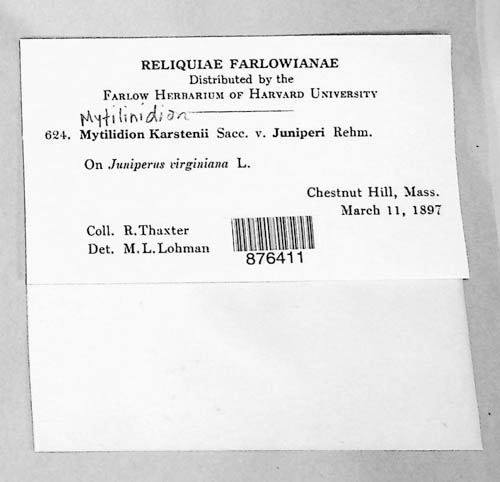 RELIQUIAE FARLOWIANAE
Distributed by the
FARLOW HERBARIUM OF HARVARD UNIVERSITY
Mytilinidion
624. Mytilidion Karstenii Sacc. v. Juniperi Rehm.
On Juniperus virginiana L.
Chestnut Hill, Mass.
March 11, 1897
Coll. R. Thaxter
Det. M. L. Lohman
876411